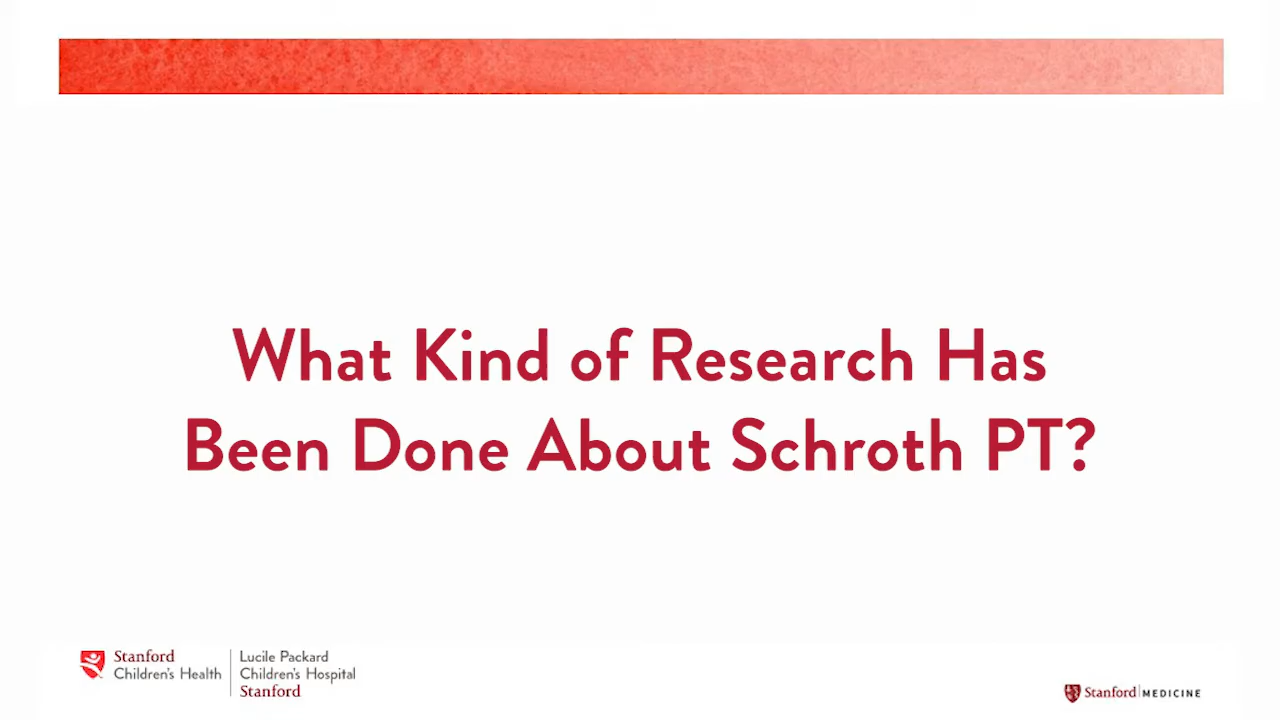 What Kind of Research Has
Been Done About Schroth PT?
Stanford
Children's Health
Lucile Packard
Children's Hospital
Stanford
Stanford MEDICINE